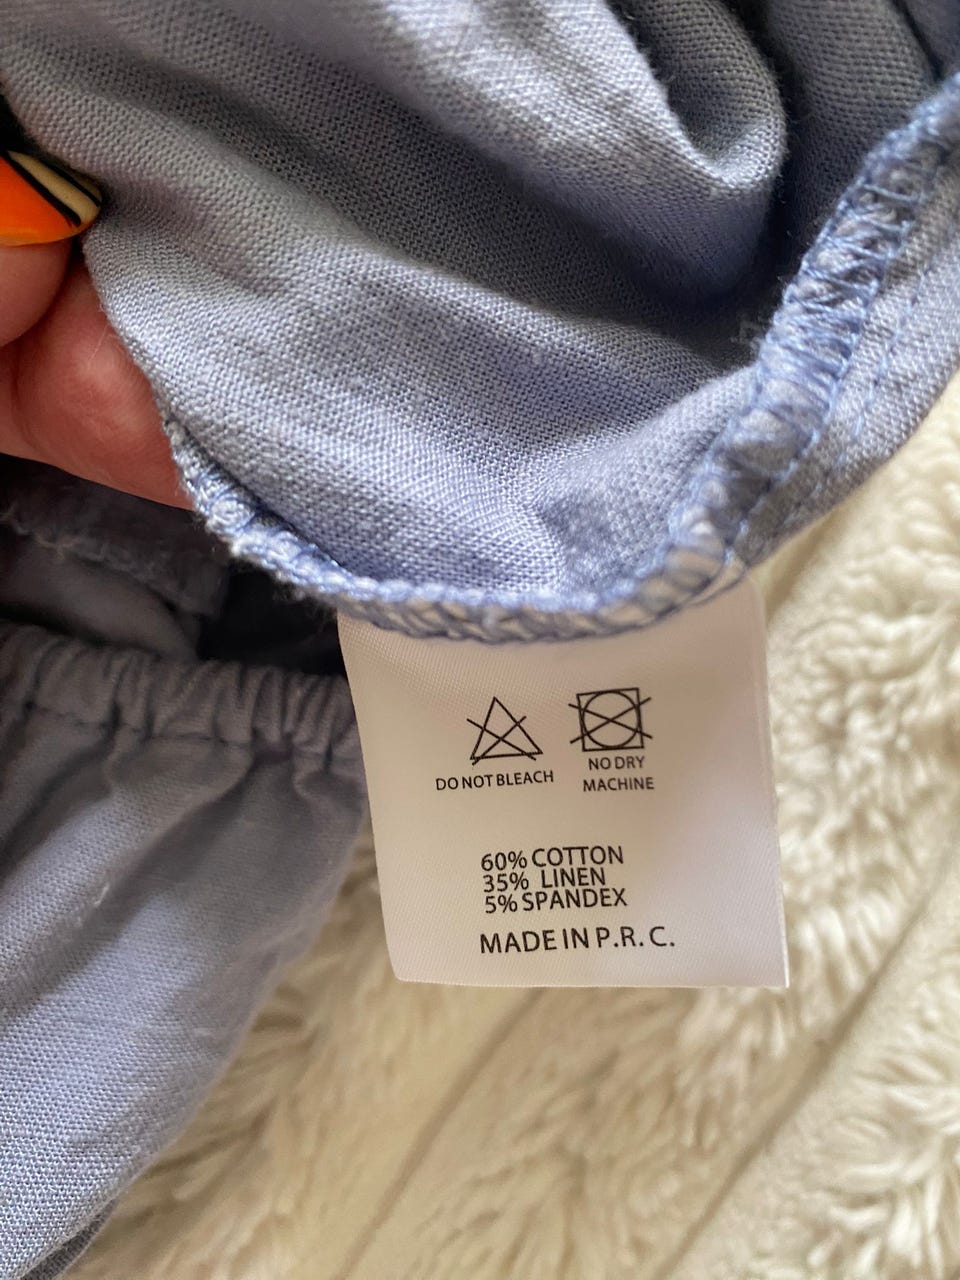 DO NOT BLEACH
NO DRY
MACHINE
60% COTTON
35% LINEN
5% SPANDEX
MADE IN P.R.C.